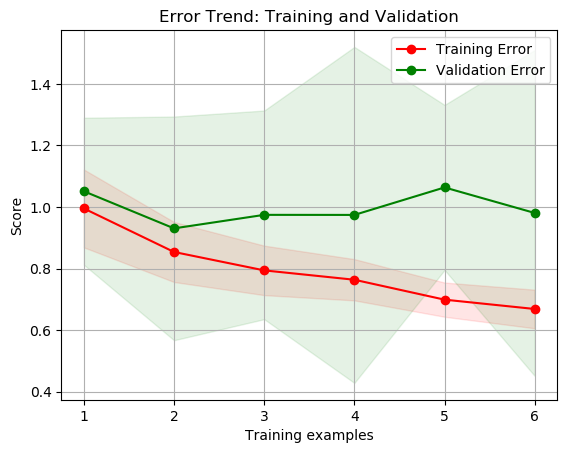 Error Trend: Training and Validation
Training Error
Validation Error
Score
1.4
1.2
1.0
0.8
0.6
0.4
1 2 3 4 5 6
Training examples